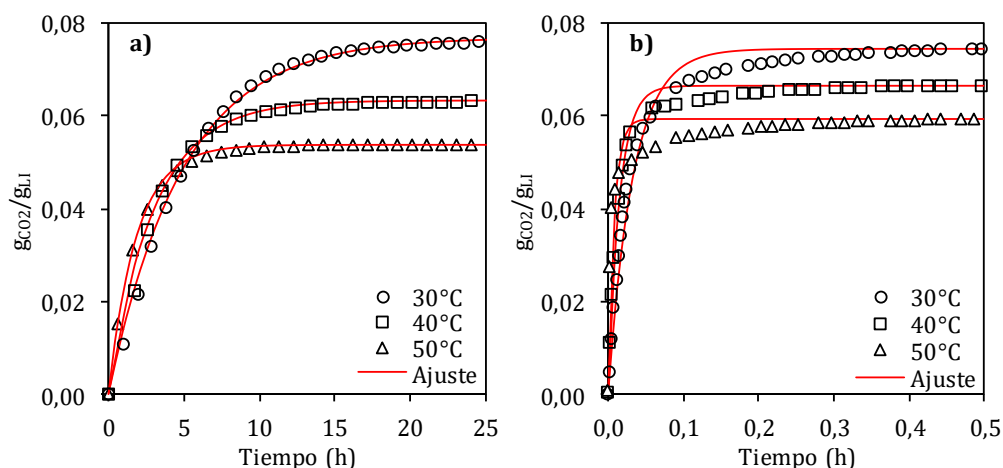 a)
0,08
0,06
0,04
0,02
0,00
gCO2/gLI
30°C
40°C
50°C
Ajuste
0 5 10 15 20 25
Tiempo (h)
b)
0,08
0,06
0,04
0,02
0,00
gCO2/gLI
30°C
40°C
50°C
Ajuste
0,0 0,1 0,2 0,3 0,4 0,5
Tiempo (h)